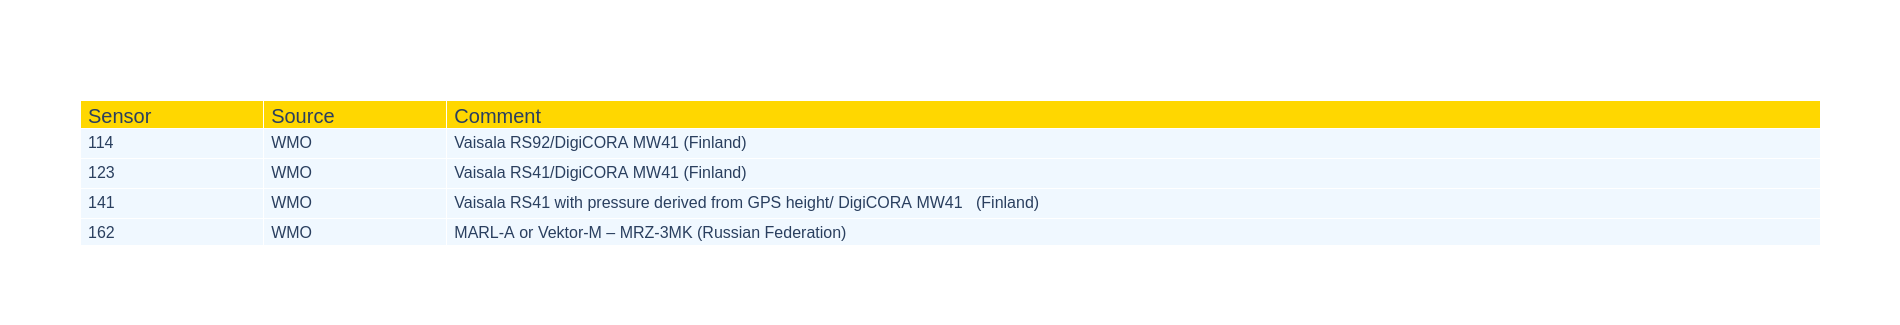 Sensor Source Comment
114 WMO Vaisala RS92/DigiCORA MW41 (Finland)
123 WMO Vaisala RS41/DigiCORA MW41 (Finland)
141 WMO Vaisala RS41 with pressure derived from GPS height/ DigiCORA MW41   (Finland)
162 WMO MARL-A or Vektor-M – MRZ-3MK (Russian Federation)